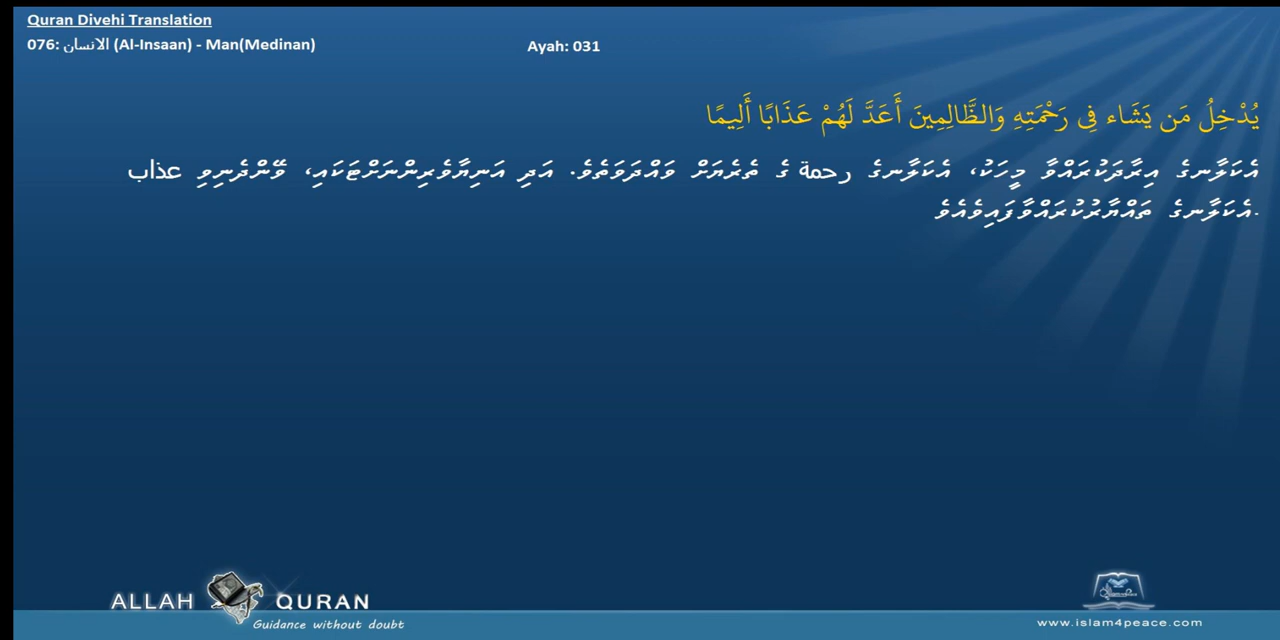 Quran Divehi Translation
076: الانسان (Al-Insaan) - Man(Medinan)
Ayah: 031
يُدْخِلُ مَن يَشَاء فِي رَحْمَتِهِ وَالظَّالِمِينَ أَعَدَّ لَهُمْ عَذَابًا أَلِيمًا
އެކަލާނގެ އިރާދަކުރައްވާ މީހަކު، އެކަލާނގެ رحمة ގެ ތެރެޔަށް ވައްދަވަތެވެ. އަދި އަނިޔާވެރިންނަށްޓަކައި، ވޭންދެނިވި عذاب
އެކަލާނގެ ތައްޔާރުކުރައްވާފައިވެއެވެ.
ALLAH QURAN
Guidance without doubt
www.islam4peace.com